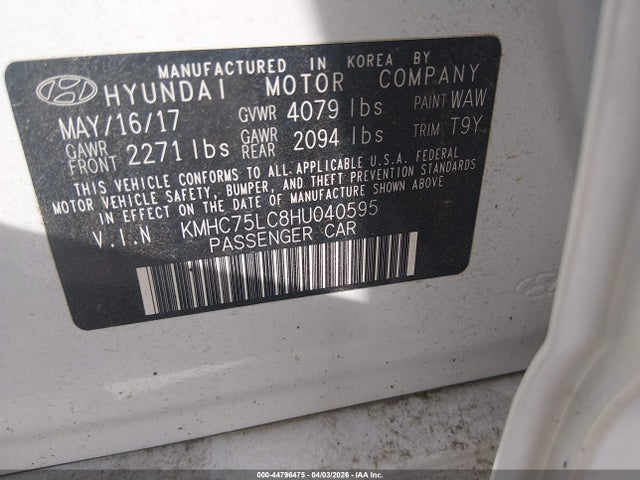 MANUFACTURED IN KOREA BY
HYUNDAI MOTOR COMPANY
MAY/16/17 GVWR 4079 lbs PAINT WAW
GAWR FRONT 2271 lbs GAWR REAR 2094 lbs TRIM T9Y
THIS VEHICLE CONFORMS TO ALL APPLICABLE U.S.A. FEDERAL
MOTOR VEHICLE SAFETY, BUMPER, AND THEFT PREVENTION STANDARDS
IN EFFECT ON THE DATE OF MANUFACTURE SHOWN ABOVE.
V.I.N KMHC75LC8HU040595
PASSENGER CAR
000-44796475 | 04/03/2026 | IAA Inc.